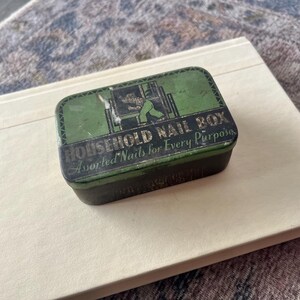 HOUSEHOLD NAIL BOX
Assorted Nails for Every Purpose